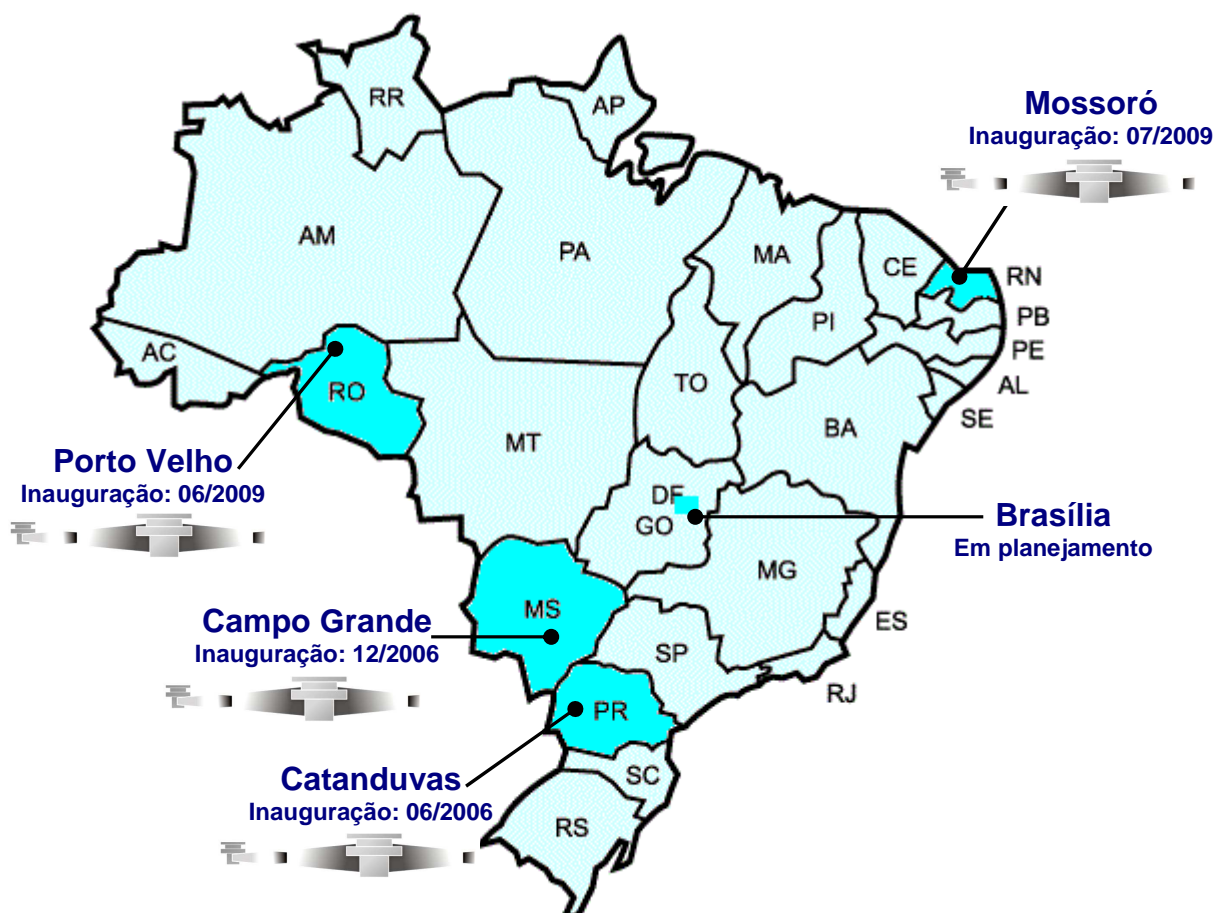 RR
AP
Mossoró
Inauguração: 07/2009
AM
PA
MA
CE
RN
PI
PB
AC
PE
RO
TO
AL
SE
MT
BA
Porto Velho
Inauguração: 06/2009
DF
GO
Brasília
Em planejamento
MG
MS
Campo Grande
Inauguração: 12/2006
ES
SP
RJ
PR
Catanduvas
Inauguração: 06/2006
SC
RS